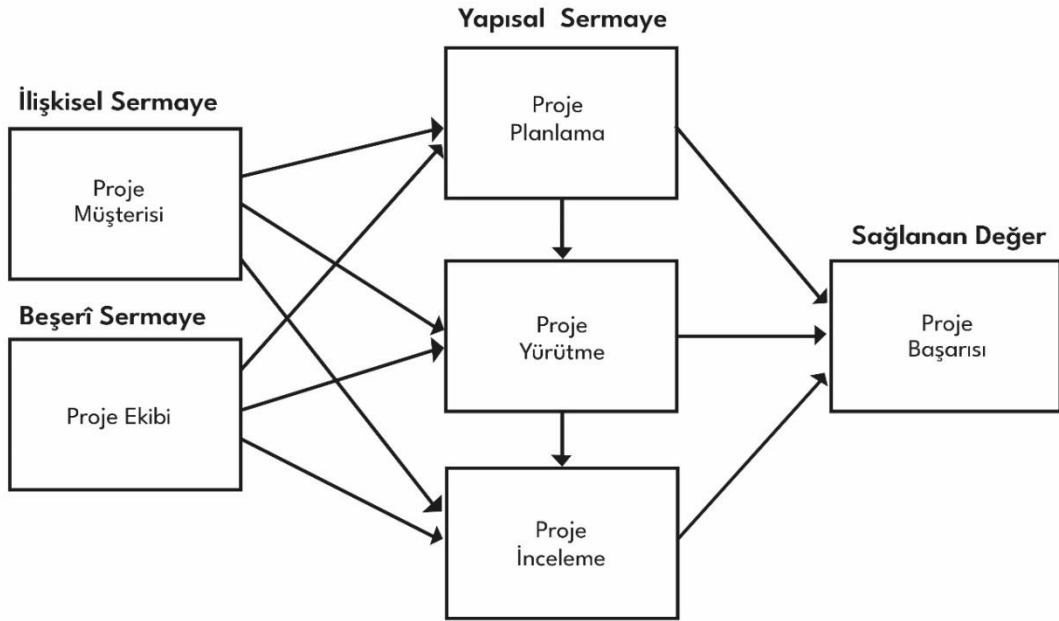 Yapısal Sermaye
Proje
Planlama
İlişkisel Sermaye
Proje
Müşterisi
Sağlanan Değer
Proje
Başarısı
Beşerî Sermaye
Proje Ekibi
Proje
Yürütme
Proje
İnceleme